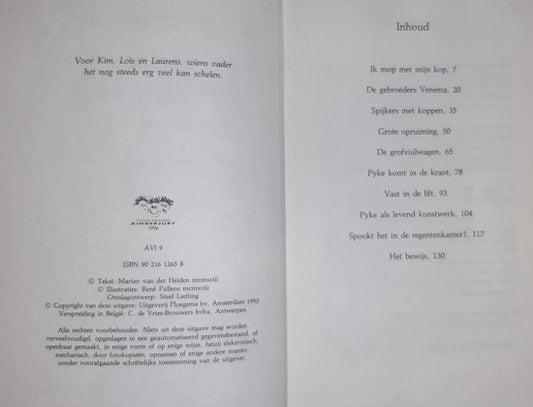 Voor Kim, Loïs en Laurens, wiens vader
het nog steeds erg veel kan schelen.
KINDERJURY
1994
AVI 9
ISBN 90 216 1265 8
© Tekst: Marian van der Heiden mcmxciii
© Illustraties: René Pullens mcmxciii
Omslagontwerp: Steef Liefting
© Copyright van deze uitgave: Uitgeverij Ploegsma bv, Amsterdam 1993
Verspreiding in België: C. de Vries-Brouwers bvba, Antwerpen
Alle rechten voorbehouden. Niets uit deze uitgave mag worden
verveelvoudigd, opgeslagen in een geautomatiseerd gegevensbestand, of
openbaar gemaakt, in enige vorm of op enige wijze, hetzij elektronisch,
mechanisch, door fotokopieën, opnamen of enige andere manier,
zonder voorafgaande schriftelijke toestemming van de uitgever.
Inhoud
Ik mop met mijn kop, 7
De gebroeders Venema, 20
Spijkers met koppen, 35
Grote opruiming, 50
De grofvuilwagen, 65
Pyke komt in de krant, 78
Vast in de lift, 93
Pyke als levend kunstwerk, 104
Spookt het in de regentenkamer?, 117
Het bewijs, 130